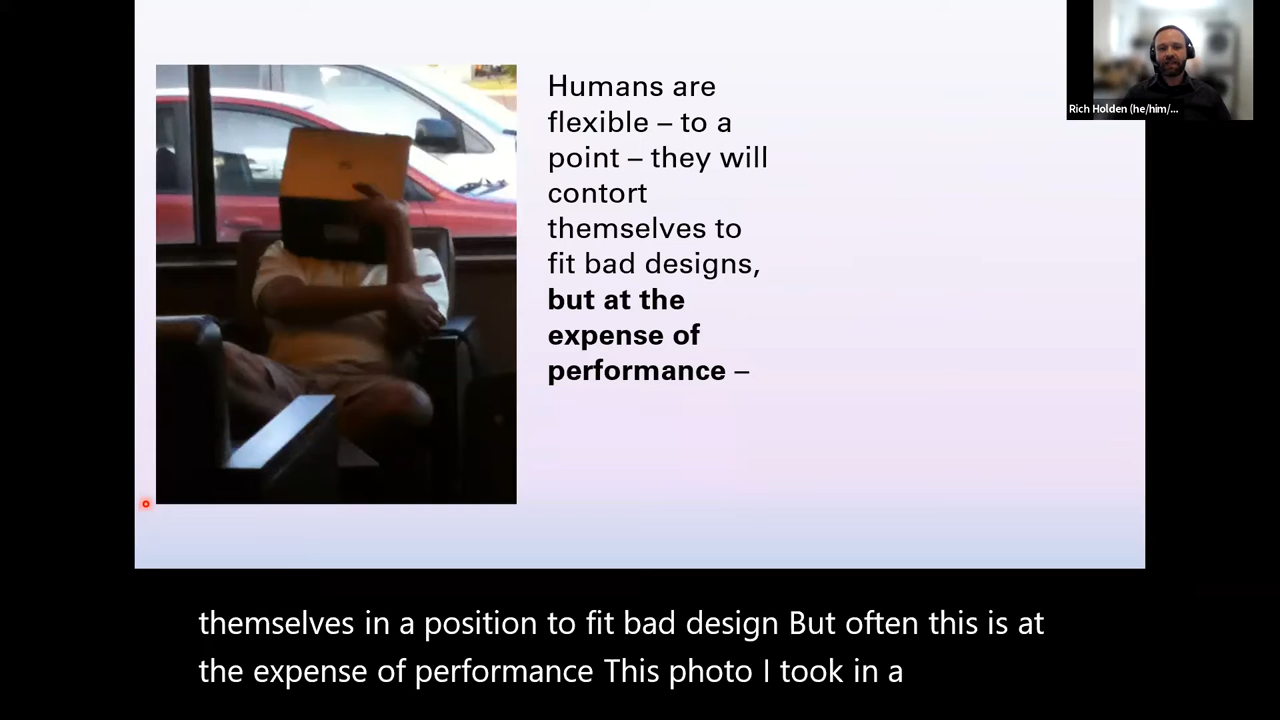 Humans are
flexible – to a
point – they will
contort
themselves to
fit bad designs,
but at the
expense of
performance –
Rich Holden (he/him/...
themselves in a position to fit bad design But often this is at
the expense of performance This photo I took in a